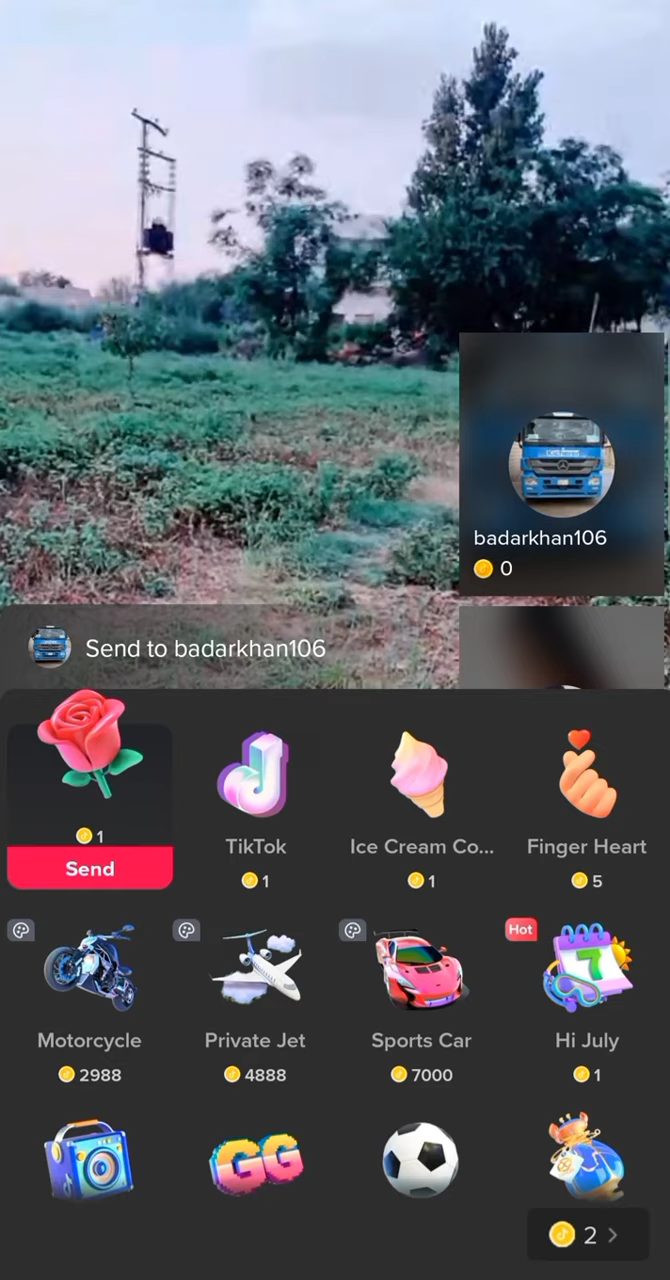 badarkhan106
0
Send to badarkhan106
1
Send
TikTok
1
Ice Cream Co...
1
Finger Heart
5
Motorcycle
2988
Private Jet
4888
Sports Car
7000
Hot
7
Hi July
1
GG
2